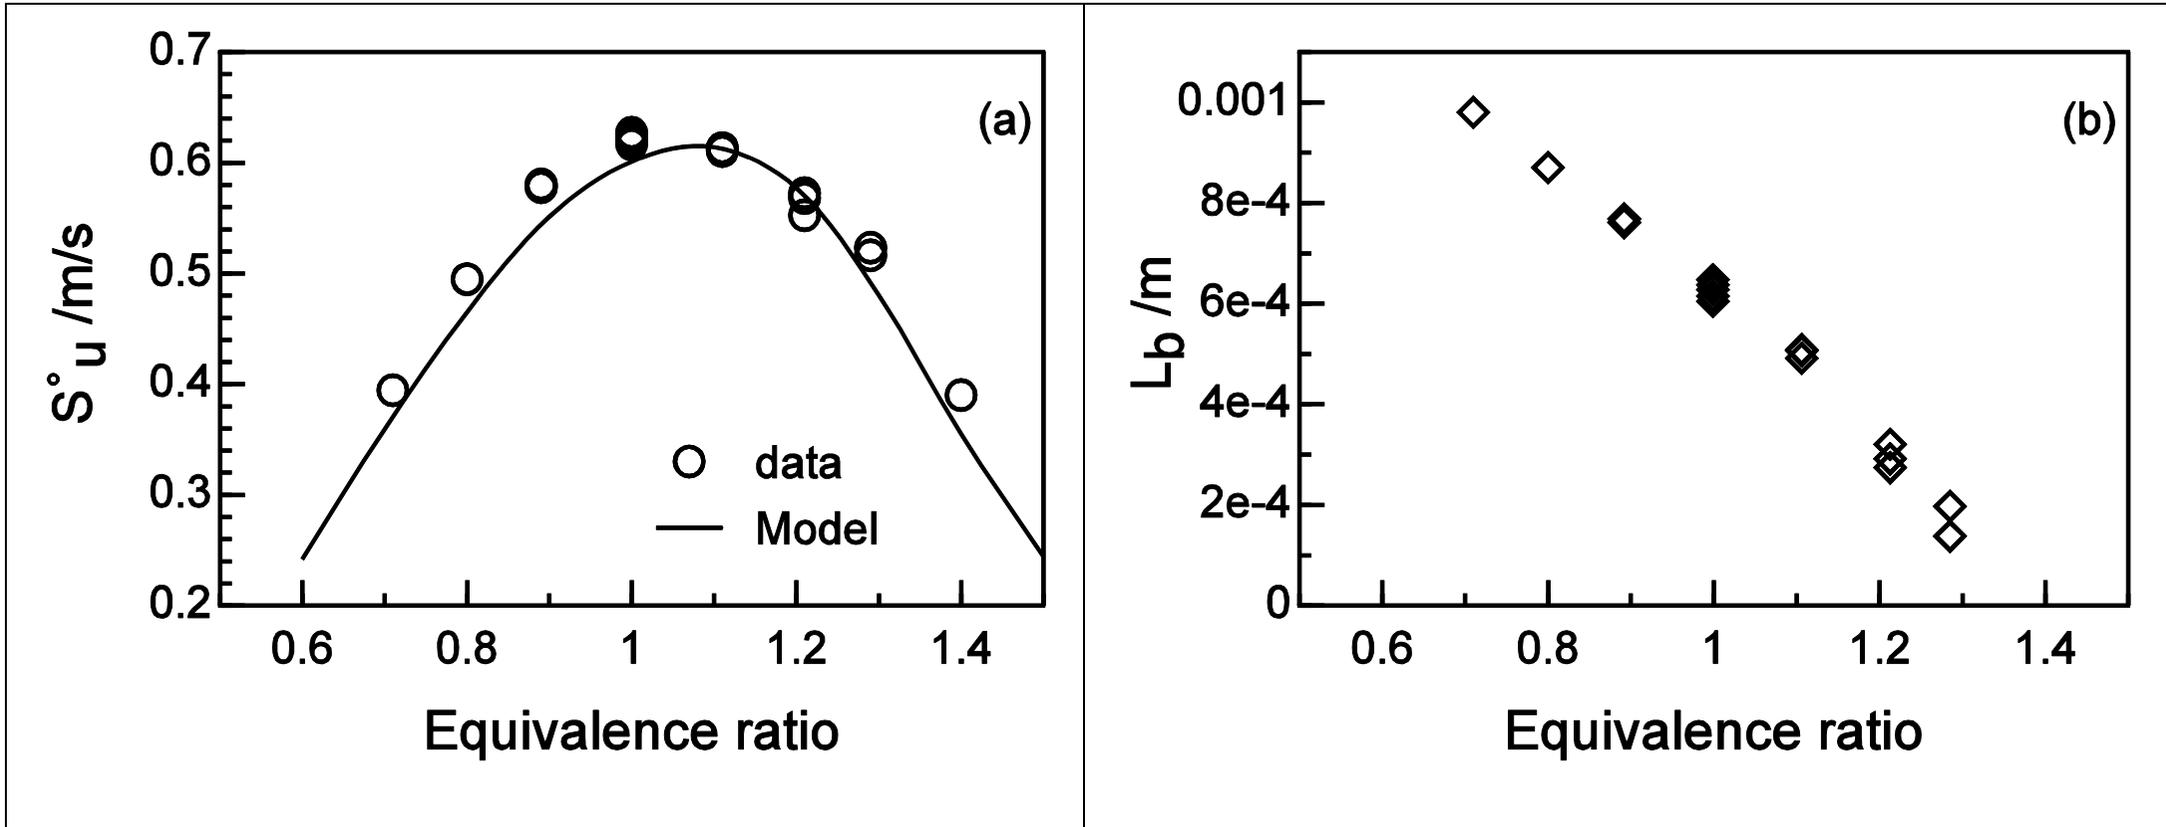 (a)
S°u /m/s
0.7
0.6
0.5
0.4
0.3
0.2
data
Model
0.6 0.8 1 1.2 1.4
Equivalence ratio
(b)
Lb /m
0.001
8e-4
6e-4
4e-4
2e-4
0
0.6 0.8 1 1.2 1.4
Equivalence ratio